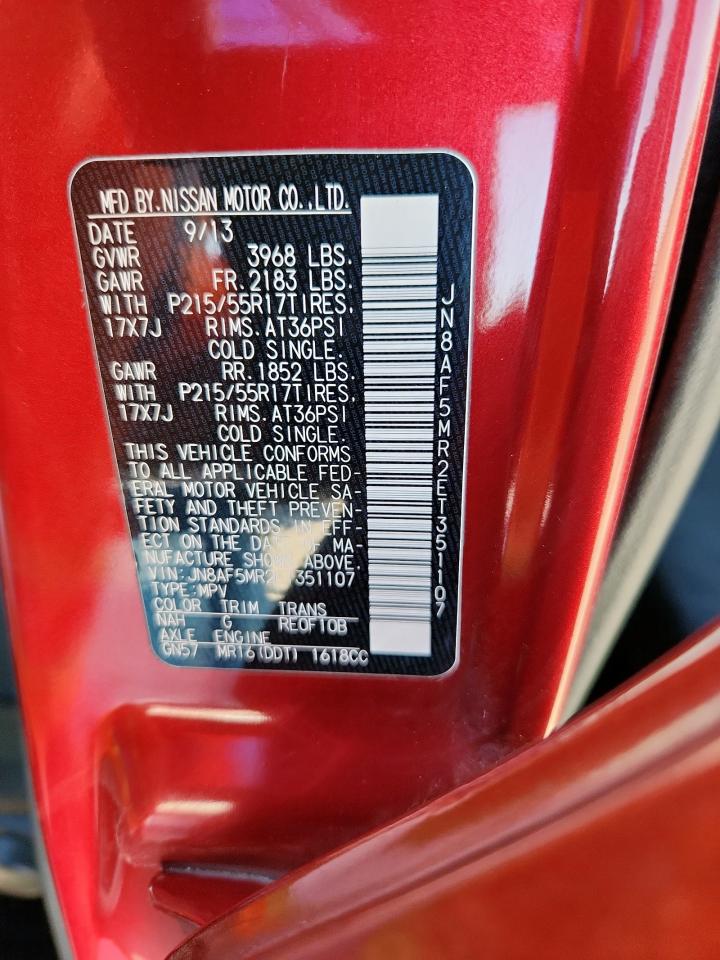 MFD BY.NISSAN MOTOR CO.,LTD.
DATE 9/13
GVWR 3968 LBS.
GAWR FR.2183 LBS.
WITH P215/55R17TIRES,
17X7J RIMS.AT36PSI
COLD SINGLE.
GAWR RR.1852 LBS.
WITH P215/55R17TIRES,
17X7J RIMS.AT36PSI
COLD SINGLE.
THIS VEHICLE CONFORMS
TO ALL APPLICABLE FED-
ERAL MOTOR VEHICLE SA-
FETY AND THEFT PREVEN-
TION STANDARDS IN EFF-
ECT ON THE DATE OF MA-
NUFACTURE SHOWN ABOVE.
VIN:JN8AF5MR2ET351107
TYPE:MPV
COLOR TRIM TRANS
NAH G RE0F10B
AXLE ENGINE
GN57 MR16(DDT) 1618CC
JN8AF5MR2ET351107